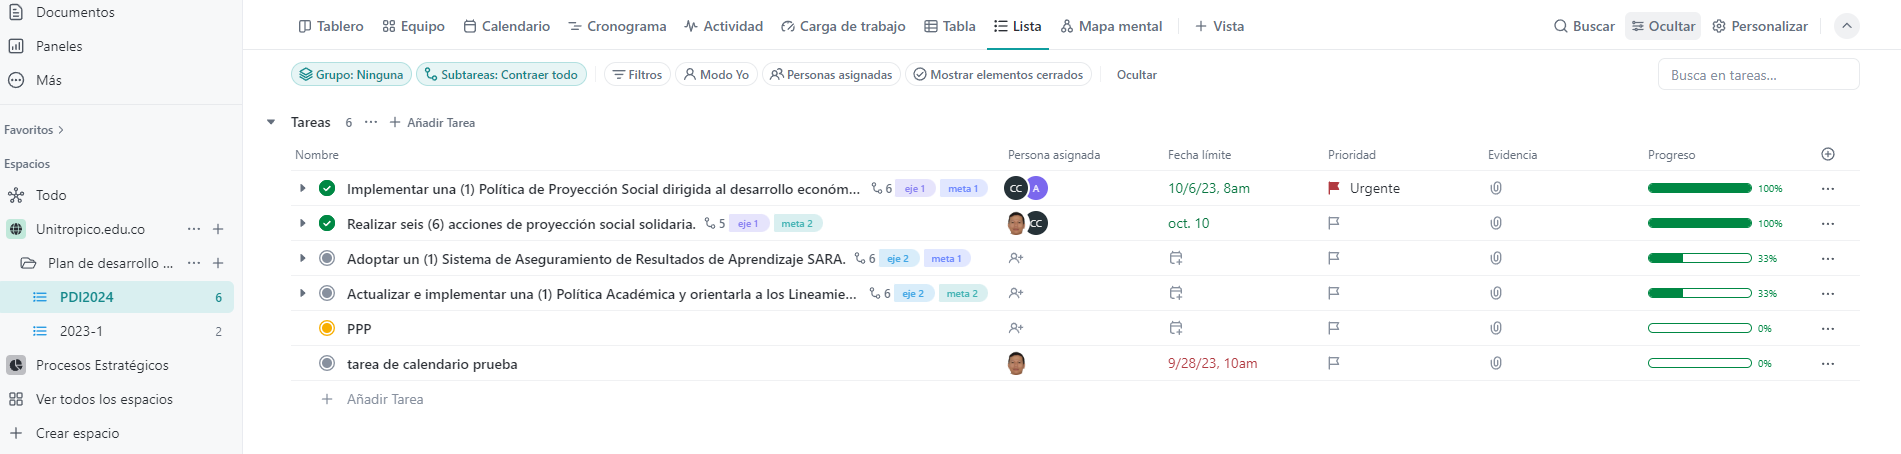 Documentos
Paneles
Más
Favoritos
Espacios
Todo
Unitropico.edu.co
Plan de desarrollo ...
PDI2024 6
2023-1 2
Procesos Estratégicos
Ver todos los espacios
Crear espacio
Tablero Equipo Calendario Cronograma Actividad Carga de trabajo Tabla Lista Mapa mental + Vista Buscar Ocultar Personalizar
Grupo: Ninguna Subtareas: Contraer todo Filtros Modo Yo Personas asignadas Mostrar elementos cerrados Ocultar Busca en tareas...
Tareas 6 ... + Añadir Tarea
Nombre Persona asignada Fecha límite Prioridad Evidencia Progreso
Implementar una (1) Política de Proyección Social dirigida al desarrollo económ... 6 eje 1 meta 1 CC A 10/6/23, 8am Urgente 100%
Realizar seis (6) acciones de proyección social solidaria. 5 eje 1 meta 2 CC oct. 10 100%
Adoptar un (1) Sistema de Aseguramiento de Resultados de Aprendizaje SARA. 6 eje 2 meta 1 33%
Actualizar e implementar una (1) Política Académica y orientarla a los Lineamie... 6 eje 2 meta 2 33%
PPP 0%
tarea de calendario prueba 9/28/23, 10am 0%
+ Añadir Tarea